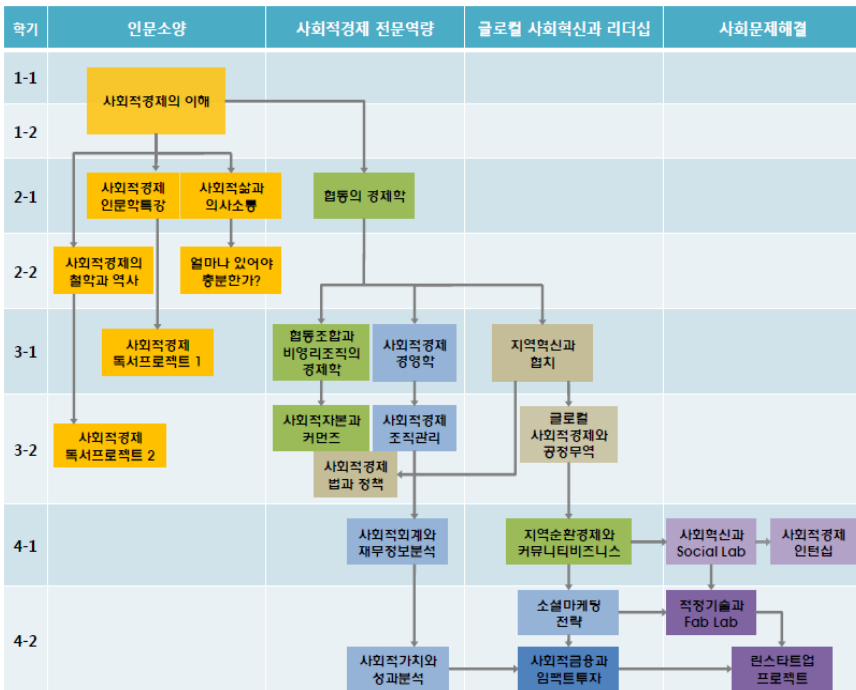 학기
인문소양
사회적경제 전문역량
글로컬 사회혁신과 리더십
사회문제해결
1-1
사회적경제의 이해
1-2
2-1
사회적경제
인문학특강
사회적삶과
의사소통
협동의 경제학
2-2
사회적경제의
철학과 역사
얼마나 있어야
충분한가?
3-1
사회적경제
독서프로젝트 1
협동조합과
비영리조직의
경제학
사회적경제
경영학
지역혁신과
협치
3-2
사회적경제
독서프로젝트 2
사회적자본과
커먼즈
사회적경제
조직관리
사회적경제
법과 정책
글로컬
사회적경제와
공정무역
4-1
사회적회계와
재무정보분석
지역순환경제와
커뮤니티비즈니스
사회혁신과
Social Lab
사회적경제
인턴십
4-2
소셜마케팅
전략
적정기술과
Fab Lab
사회적가치와
성과분석
사회적금융과
임팩트투자
린스타트업
프로젝트